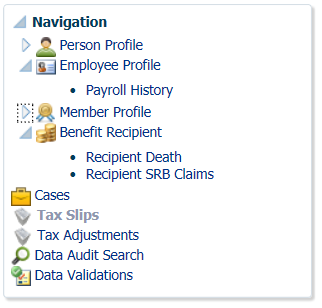 Navigation
Person Profile
Employee Profile
Payroll History
Member Profile
Benefit Recipient
Recipient Death
Recipient SRB Claims
Cases
Tax Slips
Tax Adjustments
Data Audit Search
Data Validations